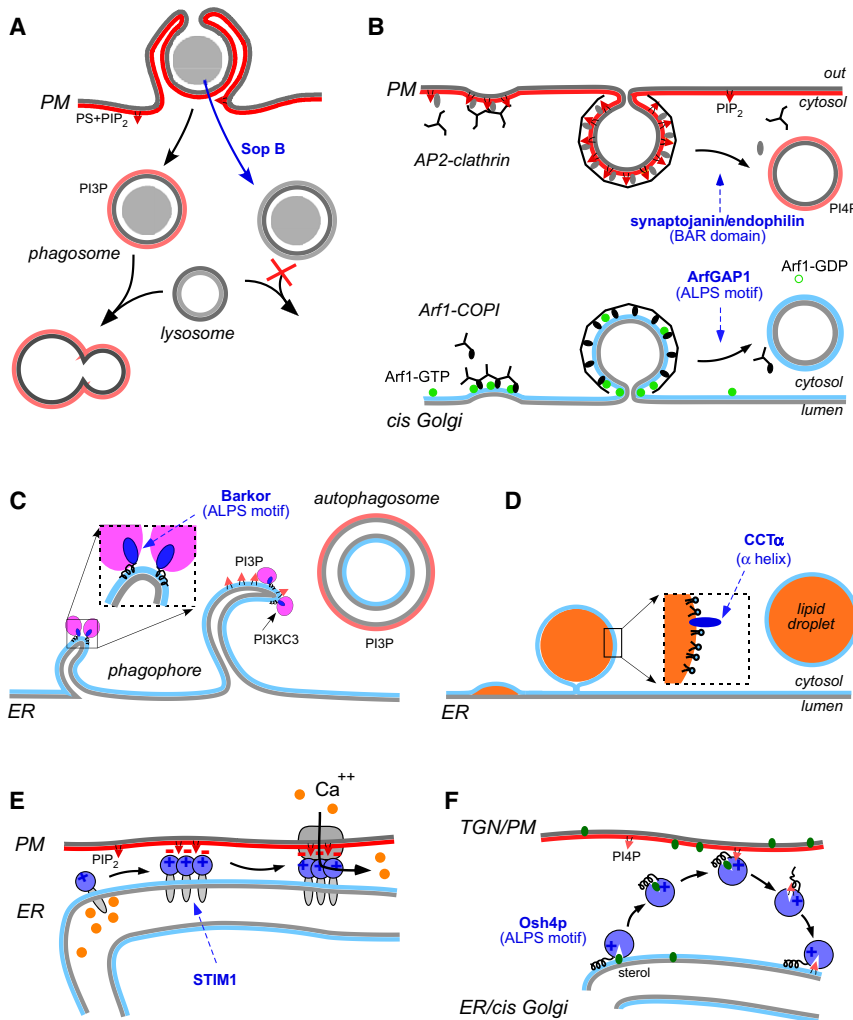 A
PM
PS+PIP2
Sop B
PI3P
phagosome
lysosome
B
PM
out
cytosol
PIP2
AP2-clathrin
PI4P
synaptojanin/endophilin
(BAR domain)
ArfGAP1
(ALPS motif)
Arf1-GDP
Arf1-COPI
Arf1-GTP
cytosol
lumen
cis Golgi
C
Barkor
(ALPS motif)
autophagosome
PI3P
PI3KC3
PI3P
phagophore
ER
D
CCTα
(α helix)
lipid
droplet
cytosol
lumen
ER
E
Ca++
PM
PIP2
+
+ + +
+ + +
ER
STIM1
F
TGN/PM
PI4P
+
+
+
Osh4p
(ALPS motif)
+
+
sterol
ER/cis Golgi